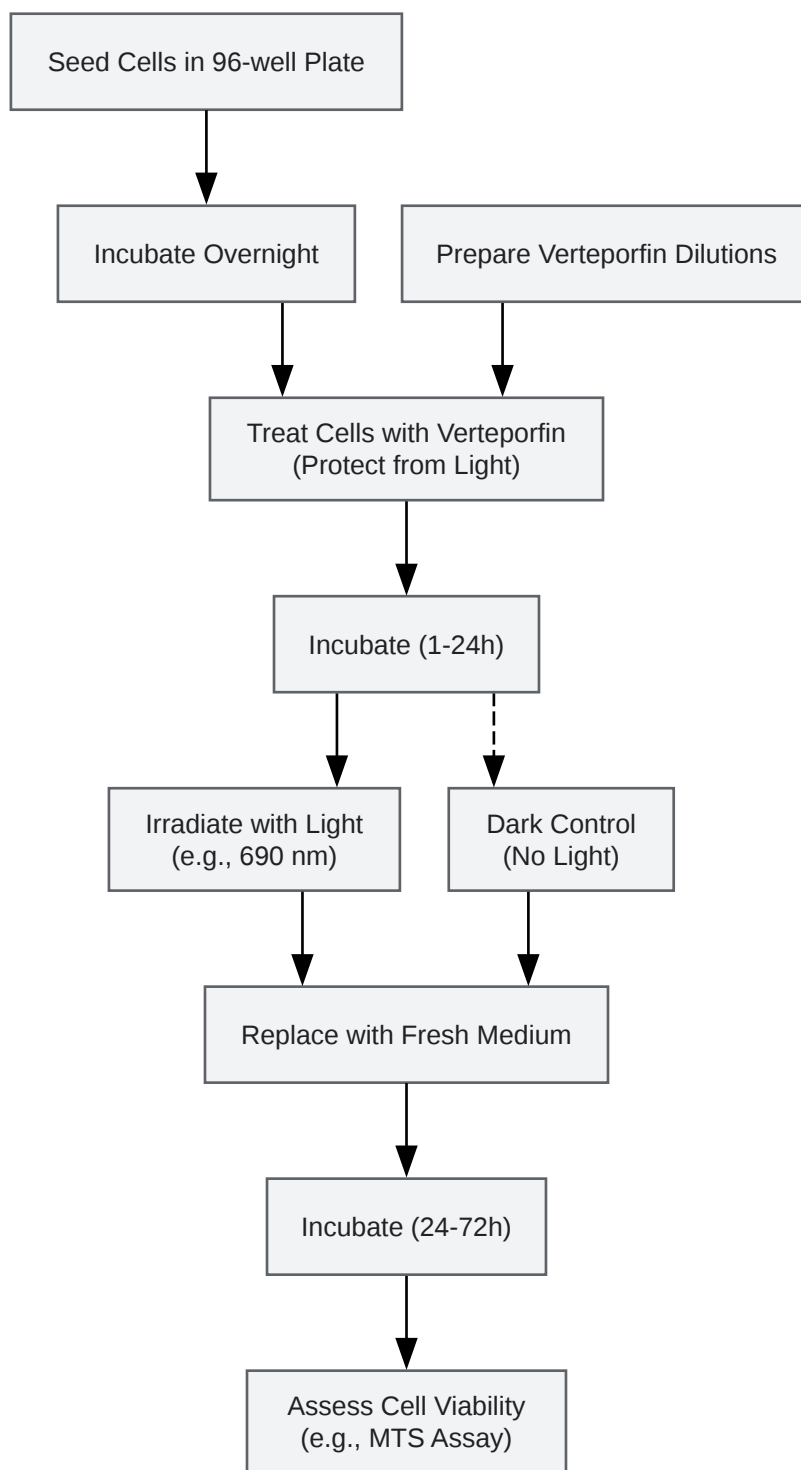 Seed Cells in 96-well Plate
Incubate Overnight
Prepare Verteporfin Dilutions
Treat Cells with Verteporfin
(Protect from Light)
Incubate (1-24h)
Irradiate with Light
(e.g., 690 nm)
Dark Control
(No Light)
Replace with Fresh Medium
Incubate (24-72h)
Assess Cell Viability
(e.g., MTS Assay)